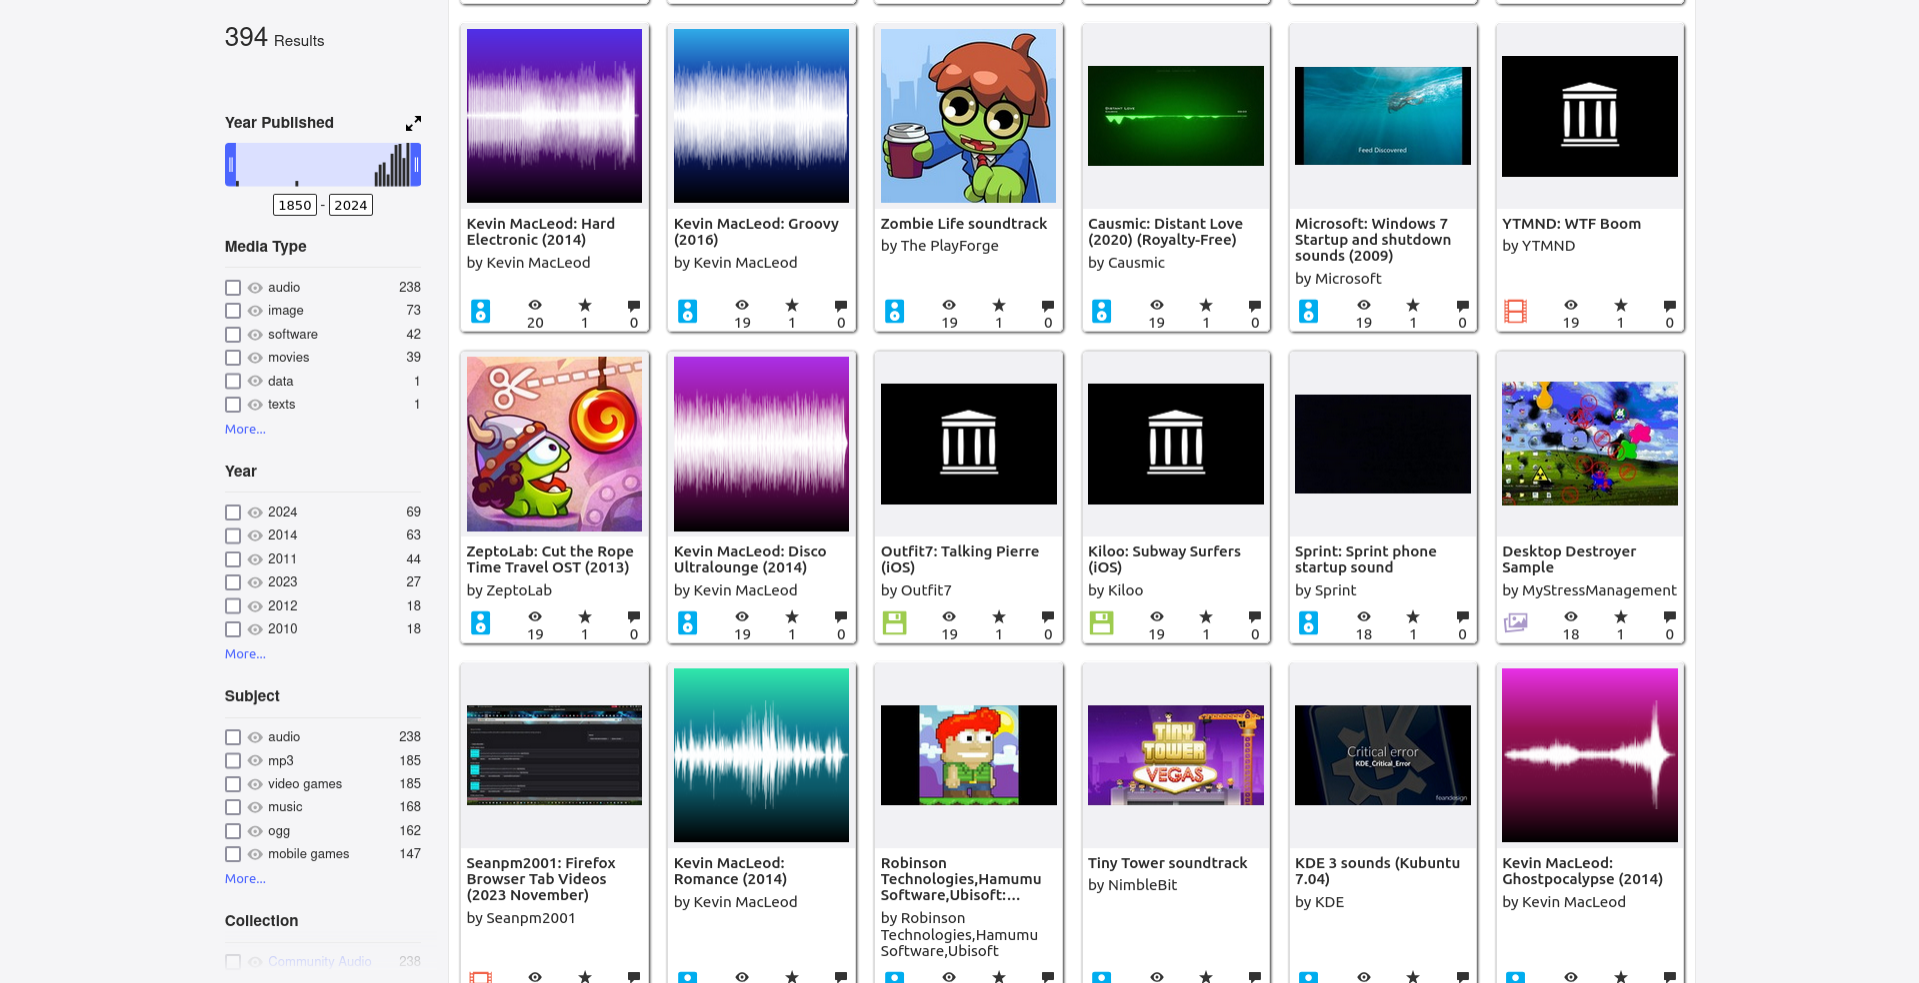 394 Results
Year Published
1850 - 2024
Media Type
audio 238
image 73
software 42
movies 39
data 1
texts 1
More...
Year
2024 69
2014 63
2011 44
2023 27
2012 18
2010 18
More...
Subject
audio 238
mp3 185
video games 185
music 168
ogg 162
mobile games 147
More...
Collection
Community Audio 238
Kevin MacLeod: Hard
Electronic (2014)
by Kevin MacLeod
20 1 0
Kevin MacLeod: Groovy
(2016)
by Kevin MacLeod
19 1 0
Zombie Life soundtrack
by The PlayForge
19 1 0
DISTANT LOVE
Causmic: Distant Love
(2020) (Royalty-Free)
by Causmic
19 1 0
Feed Discovered
Microsoft: Windows 7
Startup and shutdown
sounds (2009)
by Microsoft
19 1 0
YTMND: WTF Boom
by YTMND
19 1 0
ZeptoLab: Cut the Rope
Time Travel OST (2013)
by ZeptoLab
19 1 0
Kevin MacLeod: Disco
Ultralounge (2014)
by Kevin MacLeod
19 1 0
Outfit7: Talking Pierre
(iOS)
by Outfit7
19 1 0
Kiloo: Subway Surfers
(iOS)
by Kiloo
19 1 0
Sprint: Sprint phone
startup sound
by Sprint
18 1 0
Desktop Destroyer
Sample
by MyStressManagement
18 1 0
Seanpm2001: Firefox
Browser Tab Videos
(2023 November)
by Seanpm2001
Kevin MacLeod:
Romance (2014)
by Kevin MacLeod
Robinson
Technologies,Hamumu
Software,Ubisoft:...
by Robinson
Technologies,Hamumu
Software,Ubisoft
TINY
TOWER
VEGAS
Tiny Tower soundtrack
by NimbleBit
Critical error
KDE_Critical_Error
feandesign
KDE 3 sounds (Kubuntu
7.04)
by KDE
Kevin MacLeod:
Ghostpocalypse (2014)
by Kevin MacLeod